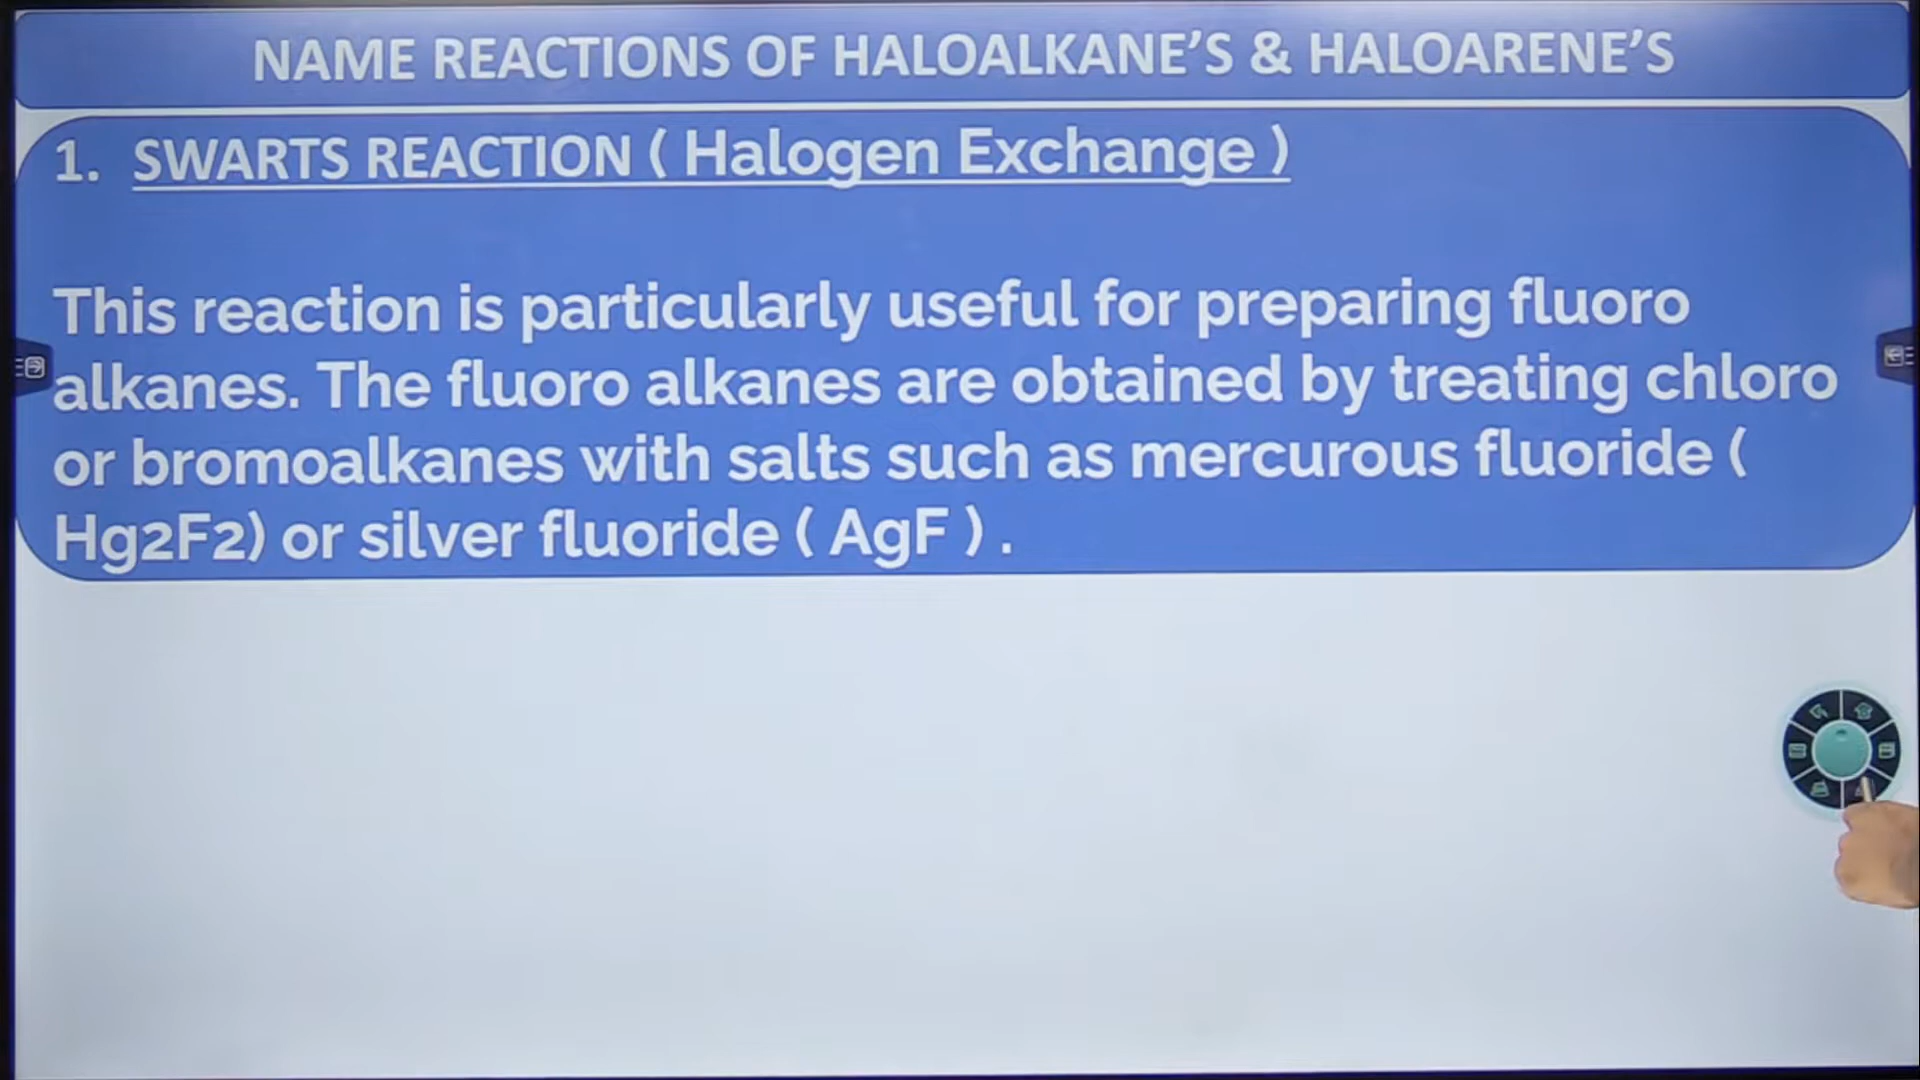 NAME REACTIONS OF HALOALKANE'S & HALOARENE'S
1. SWARTS REACTION ( Halogen Exchange )
This reaction is particularly useful for preparing fluoro
alkanes. The fluoro alkanes are obtained by treating chloro
or bromoalkanes with salts such as mercurous fluoride (
Hg2F2) or silver fluoride ( AgF ) .